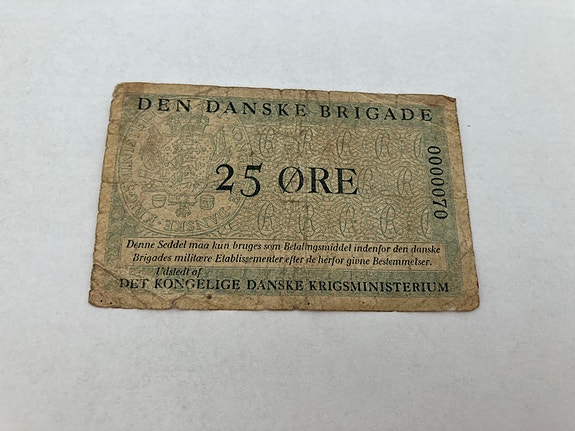 DEN DANSKE BRIGADE
25 ØRE
0000070
Denne Seddel maa kun bruges som Betalingsmiddel indenfor den danske
Brigades militære Etablissementer efter de herfor givne Bestemmelser.
Udstedt af
DET KONGELIGE DANSKE KRIGSMINISTERIUM